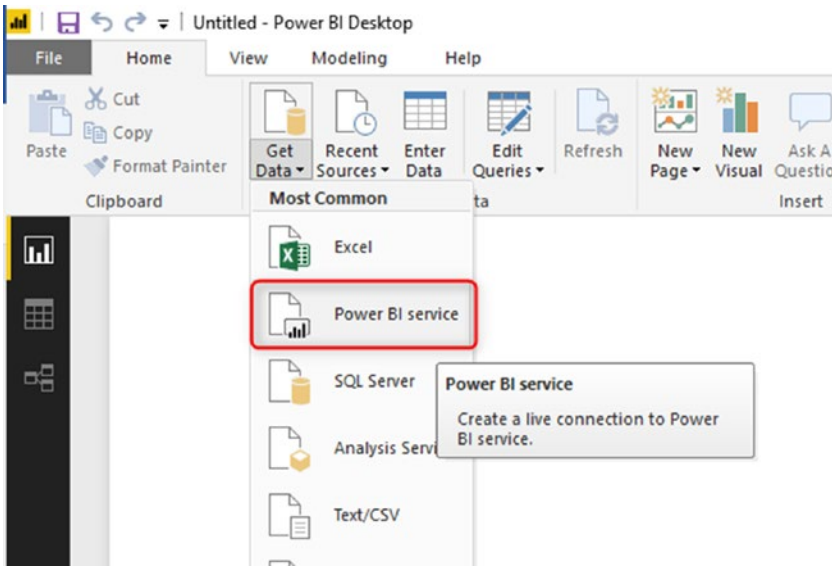 Untitled - Power BI Desktop
File Home View Modeling Help
Cut
Copy
Format Painter
Paste
Get Data
Recent Sources
Enter Data
Edit Queries
Refresh
New Page
New Visual
Ask A
Clipboard
Insert
Most Common
Excel
Power BI service
SQL Server
Power BI service
Create a live connection to Power
BI service.
Analysis
Text/CSV